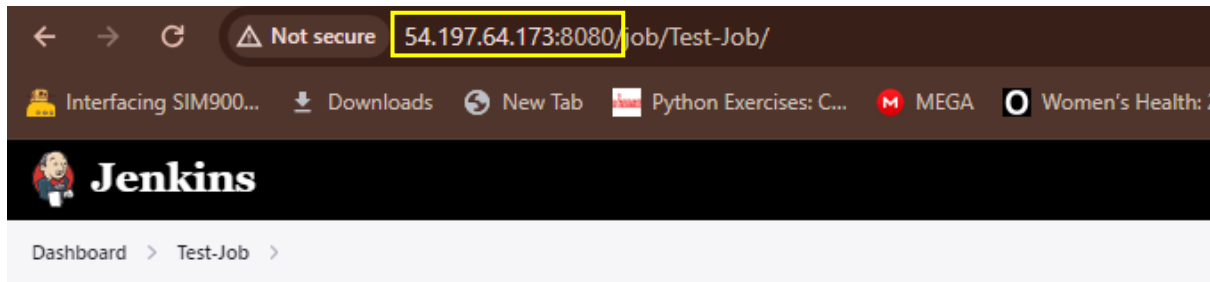 Not secure 54.197.64.173:8080/job/Test-Job/
Interfacing SIM900... Downloads New Tab Python Exercises: C... M MEGA O Women's Health:
Jenkins
Dashboard > Test-Job >